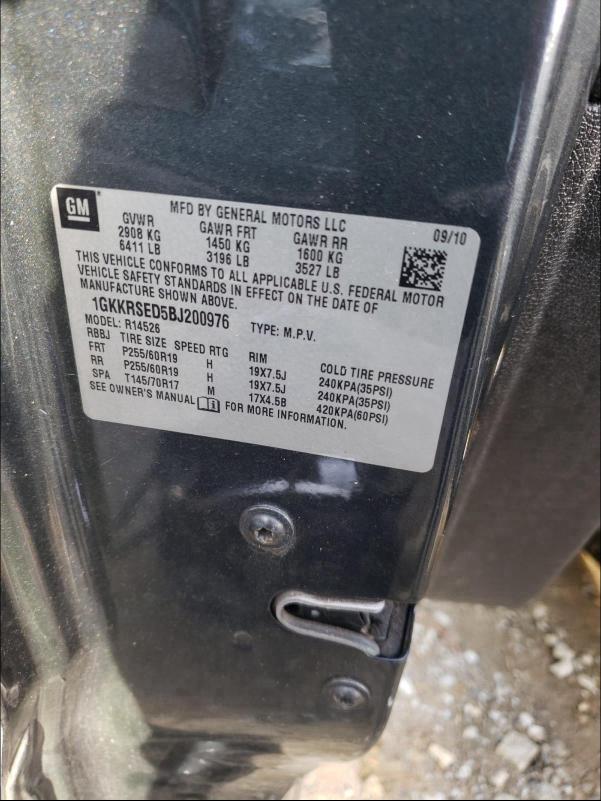 GM
MFD BY GENERAL MOTORS LLC
09/10
GVWR GAWR FRT GAWR RR
2908 KG 1450 KG 1600 KG
6411 LB 3196 LB 3527 LB
THIS VEHICLE CONFORMS TO ALL APPLICABLE U.S. FEDERAL MOTOR
VEHICLE SAFETY STANDARDS IN EFFECT ON THE DATE OF
MANUFACTURE SHOWN ABOVE.
1GKKRSED5BJ200976 TYPE: M.P.V.
MODEL: R14526
RBBJ TIRE SIZE SPEED RTG RIM COLD TIRE PRESSURE
FRT P255/60R19 H 19X7.5J 240KPA(35PSI)
RR P255/60R19 H 19X7.5J 240KPA(35PSI)
SPA T145/70R17 M 17X4.5B 420KPA(60PSI)
SEE OWNER'S MANUAL FOR MORE INFORMATION.